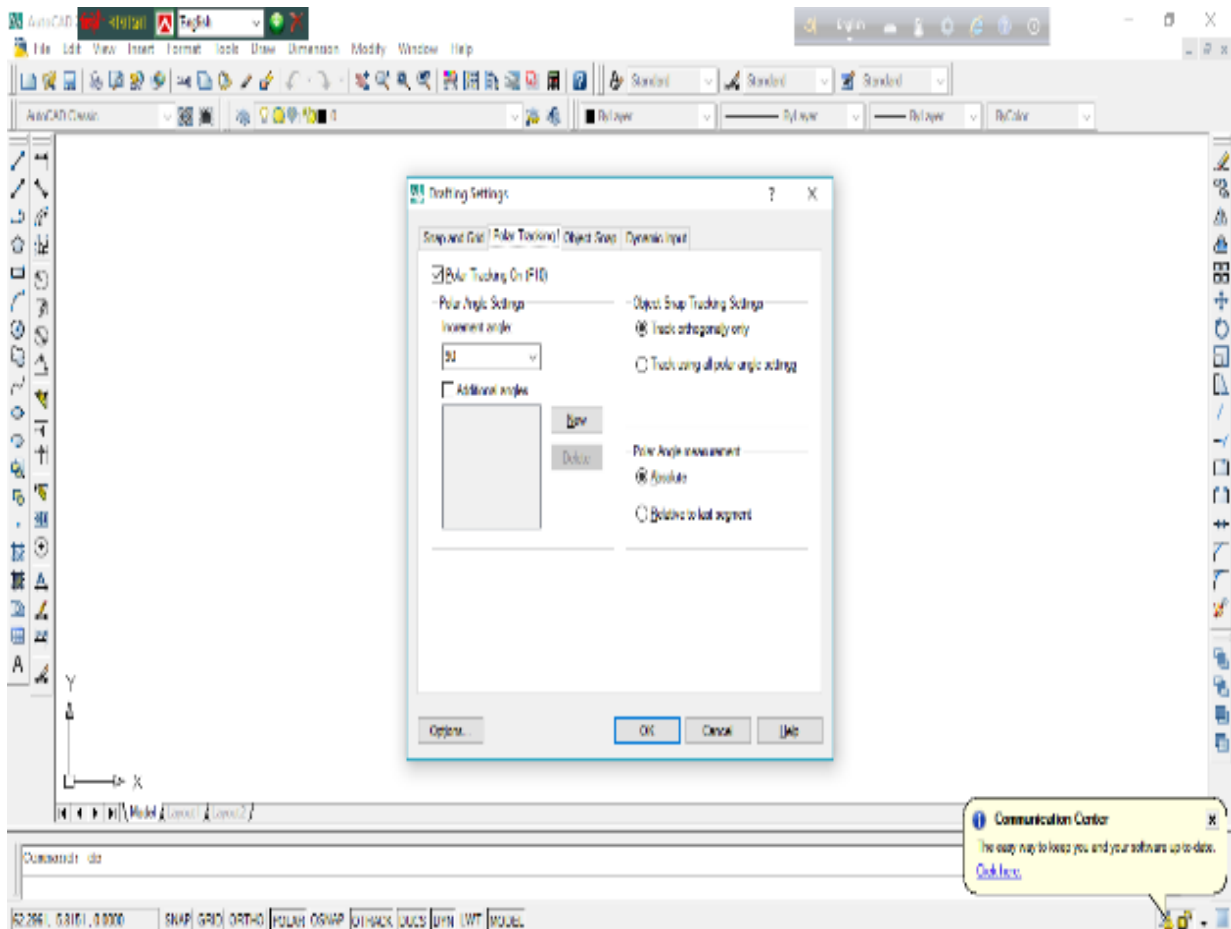 AutoCAD
English
File Edit View Insert Format Tools Draw Dimension Modify Window Help
Standard Standard Standard
AutoCAD Classic 0 ByLayer ByLayer ByLayer ByColor
Drafting Settings ? X
Snap and Grid Polar Tracking Object Snap Dynamic Input
Polar Tracking On (F10)
Polar Angle Settings
Increment angle
90
Additional angles
New
Delete
Object Snap Tracking Settings
Track orthogonally only
Track using all polar angle settings
Polar Angle measurement
Absolute
Relative to last segment
Options... OK Cancel Help
Y
X
Model Layout1 Layout2
Communication Center
The easy way to keep you and your software up-to-date.
Click here.
Command:
SNAP GRID ORTHO POLAR OSNAP OTRACK DUCS DYN LWT MODEL